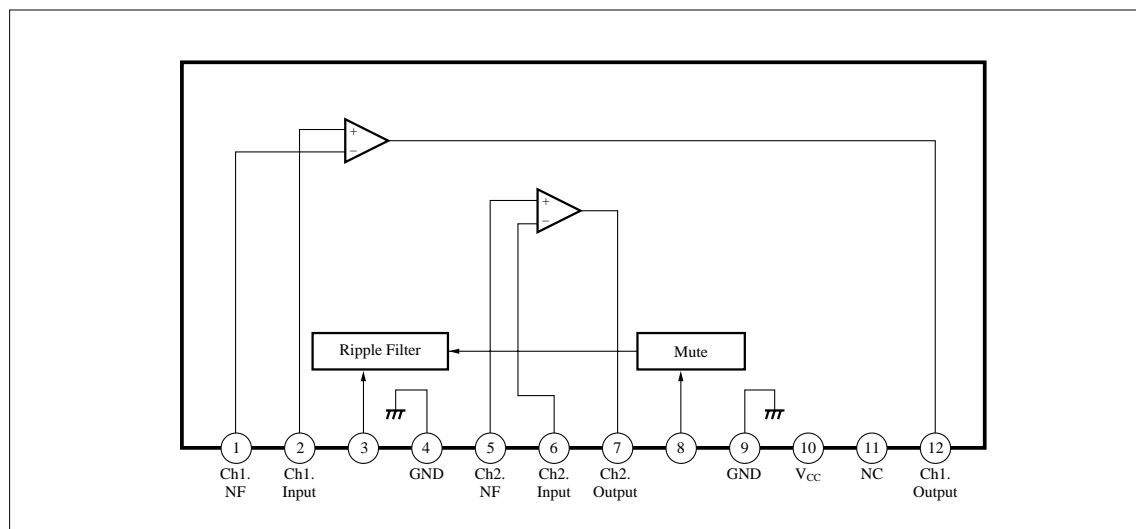 +
−
+
−
Ripple Filter
Mute
1 2 3 4 5 6 7 8 9 10 11 12
Ch1. Ch1. GND Ch2. Ch2. Ch2. GND VCC NC Ch1.
NF Input NF Input Output Output